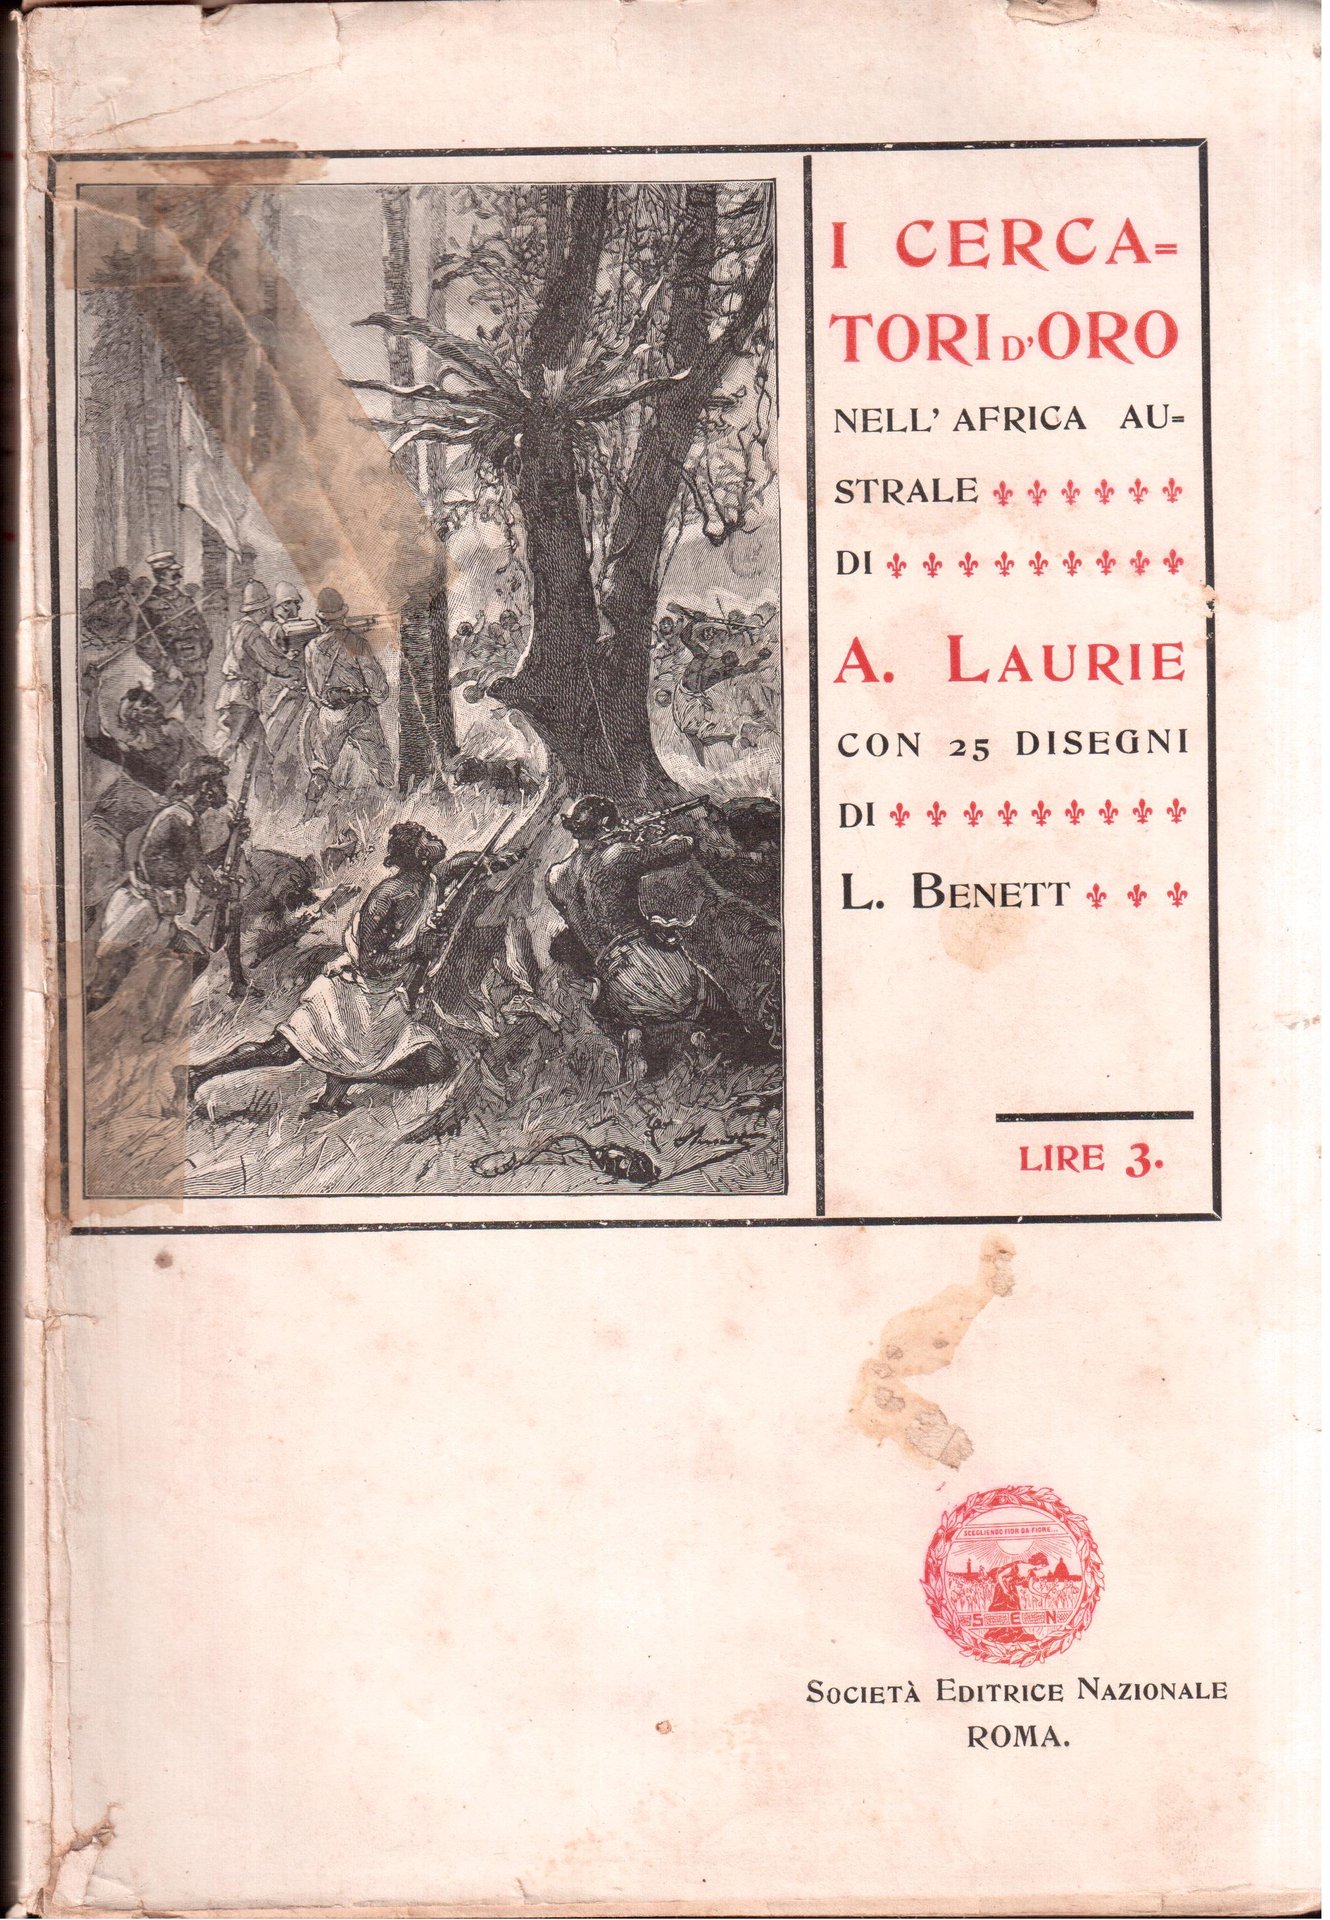 I CERCA=
TORI D'ORO
NELL' AFRICA AU=
STRALE
DI
A. LAURIE
CON 25 DISEGNI
DI
L. BENETT
LIRE 3.
SCEGLIENDO FIOR DA FIORE...
S E N
SOCIETÀ EDITRICE NAZIONALE
ROMA.